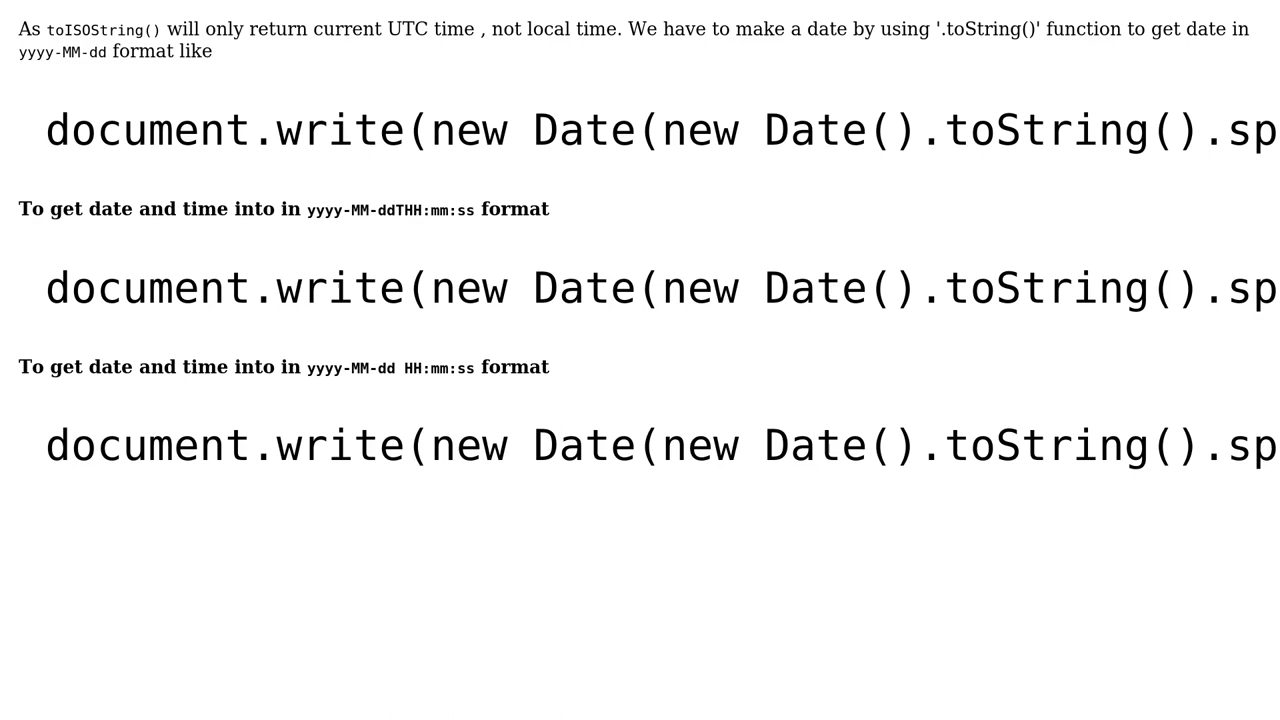 As toISOString() will only return current UTC time , not local time. We have to make a date by using '.toString()' function to get date in
yyyy-MM-dd format like
document.write(new Date(new Date().toString().sp
To get date and time into in yyyy-MM-ddTHH:mm:ss format
document.write(new Date(new Date().toString().sp
To get date and time into in yyyy-MM-dd HH:mm:ss format
document.write(new Date(new Date().toString().sp